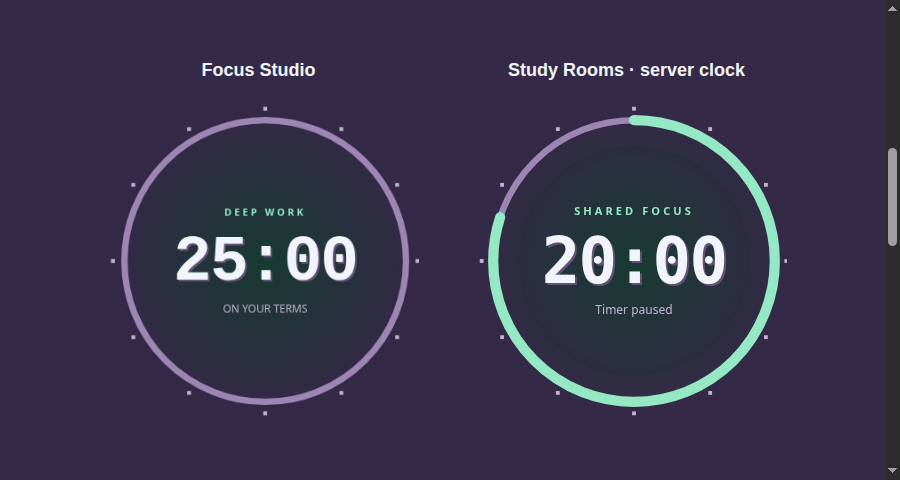 Focus Studio
DEEP WORK
25:00
ON YOUR TERMS
Study Rooms · server clock
SHARED FOCUS
20:00
Timer paused